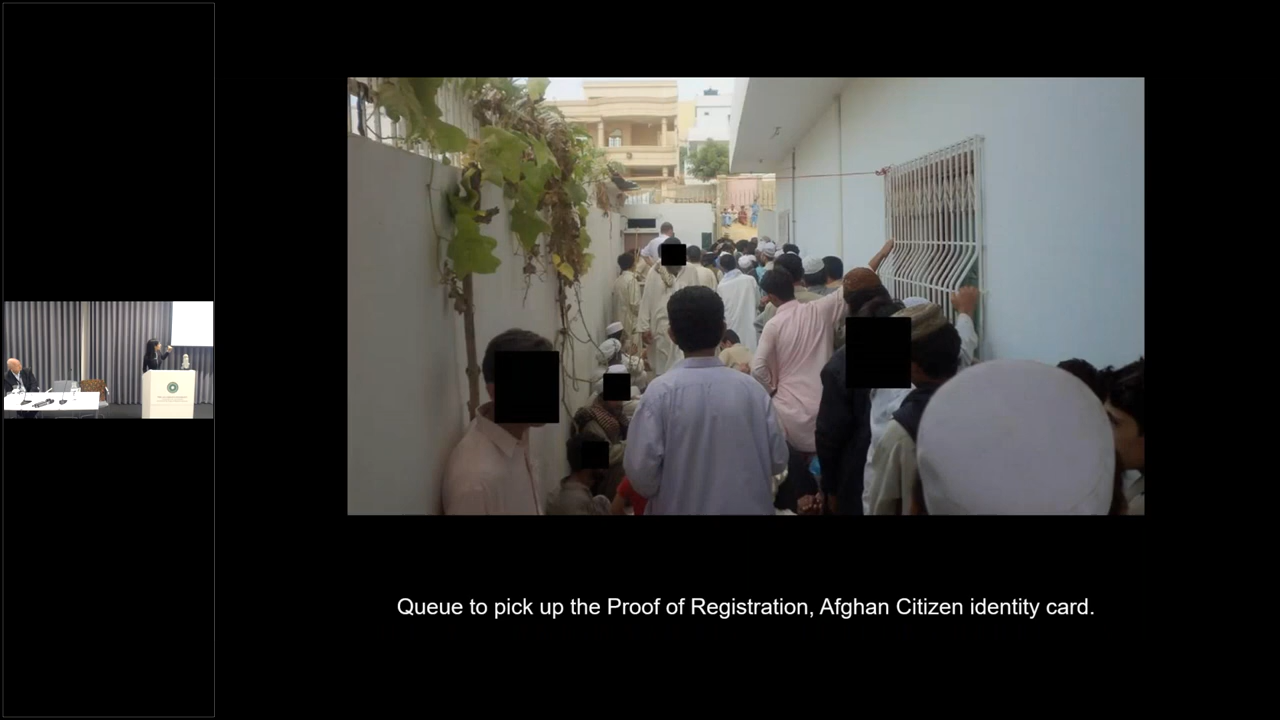 Queue to pick up the Proof of Registration, Afghan Citizen identity card.